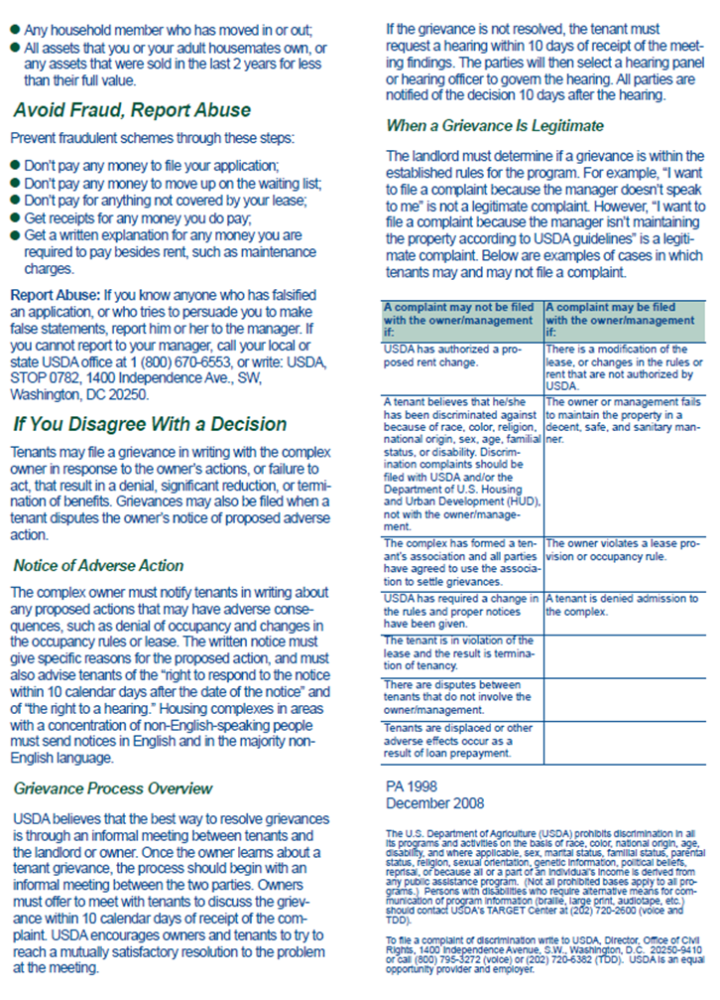 ● Any household member who has moved in or out;
● All assets that you or your adult housemates own, or
any assets that were sold in the last 2 years for less
than their full value.
Avoid Fraud, Report Abuse
Prevent fraudulent schemes through these steps:
● Don't pay any money to file your application;
● Don't pay any money to move up on the waiting list;
● Don't pay for anything not covered by your lease;
● Get receipts for any money you do pay;
● Get a written explanation for any money you are
required to pay besides rent, such as maintenance
charges.
Report Abuse: If you know anyone who has falsified
an application, or who tries to persuade you to make
false statements, report him or her to the manager. If
you cannot report to your manager, call your local or
state USDA office at 1 (800) 670-6553, or write: USDA,
STOP 0782, 1400 Independence Ave., SW,
Washington, DC 20250.
If You Disagree With a Decision
Tenants may file a grievance in writing with the complex
owner in response to the owner's actions, or failure to
act, that result in a denial, significant reduction, or termi-
nation of benefits. Grievances may also be filed when a
tenant disputes the owner's notice of proposed adverse
action.
Notice of Adverse Action
The complex owner must notify tenants in writing about
any proposed actions that may have adverse conse-
quences, such as denial of occupancy and changes in
the occupancy rules or lease. The written notice must
give specific reasons for the proposed action, and must
also advise tenants of the “right to respond to the notice
within 10 calendar days after the date of the notice” and
of “the right to a hearing.” Housing complexes in areas
with a concentration of non-English-speaking people
must send notices in English and in the majority non-
English language.
Grievance Process Overview
USDA believes that the best way to resolve grievances
is through an informal meeting between tenants and
the landlord or owner. Once the owner learns about a
tenant grievance, the process should begin with an
informal meeting between the two parties. Owners
must offer to meet with tenants to discuss the griev-
ance within 10 calendar days of receipt of the com-
plaint. USDA encourages owners and tenants to try to
reach a mutually satisfactory resolution to the problem
at the meeting.
If the grievance is not resolved, the tenant must
request a hearing within 10 days of receipt of the meet-
ing findings. The parties will then select a hearing panel
or hearing officer to govern the hearing. All parties are
notified of the decision 10 days after the hearing.
When a Grievance Is Legitimate
The landlord must determine if a grievance is within the
established rules for the program. For example, “I want
to file a complaint because the manager doesn't speak
to me” is not a legitimate complaint. However, “I want to
file a complaint because the manager isn't maintaining
the property according to USDA guidelines” is a legiti-
mate complaint. Below are examples of cases in which
tenants may and may not file a complaint.
A complaint may not be filed
with the owner/management
if:
A complaint may be filed
with the owner/management
if:
USDA has authorized a pro-
posed rent change.
There is a modification of the
lease, or changes in the rules or
rent that are not authorized by
USDA.
A tenant believes that he/she
has been discriminated against
because of race, color, religion,
national origin, sex, age, familial
status, or disability. Discrim-
ination complaints should be
filed with USDA and/or the
Department of U.S. Housing
and Urban Development (HUD),
not with the owner/manage-
ment.
The owner or management fails
to maintain the property in a
decent, safe, and sanitary man-
ner.
The complex has formed a ten-
ant's association and all parties
have agreed to use the associa-
tion to settle grievances.
The owner violates a lease pro-
vision or occupancy rule.
USDA has required a change in
the rules and proper notices
have been given.
A tenant is denied admission to
the complex.
The tenant is in violation of the
lease and the result is termina-
tion of tenancy.
There are disputes between
tenants that do not involve the
owner/management.
Tenants are displaced or other
adverse effects occur as a
result of loan prepayment.
PA 1998
December 2008
The U.S. Department of Agriculture (USDA) prohibits discrimination in all
its programs and activities on the basis of race, color, national origin, age,
disability, and where applicable, sex, marital status, familial status, parental
status, religion, sexual orientation, genetic information, political beliefs,
reprisal, or because all or a part of an individual's income is derived from
any public assistance program. (Not all prohibited bases apply to all pro-
grams.) Persons with disabilities who require alternative means for com-
munication of program information (braille, large print, audiotape, etc.)
should contact USDA's TARGET Center at (202) 720-2600 (voice and
TDD).
To file a complaint of discrimination write to USDA, Director, Office of Civil
Rights, 1400 Independence Avenue, S.W., Washington, D.C. 20250-9410
or call (800) 795-3272 (voice) or (202) 720-6382 (TDD). USDA is an equal
opportunity provider and employer.